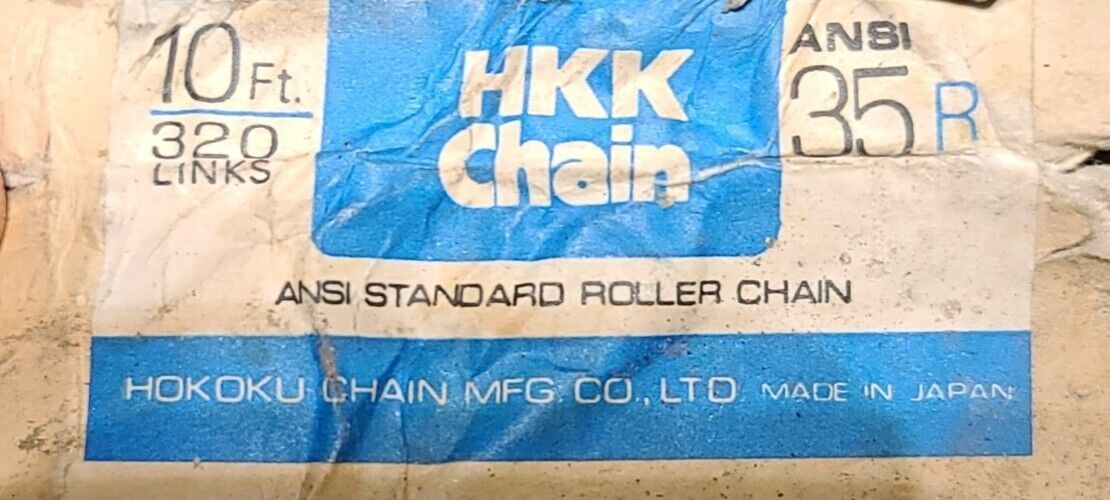 10 Ft.
320
LINKS
HKK
Chain
ANSI
35 R
ANSI STANDARD ROLLER CHAIN
HOKOKU CHAIN MFG. CO., LTD. MADE IN JAPAN